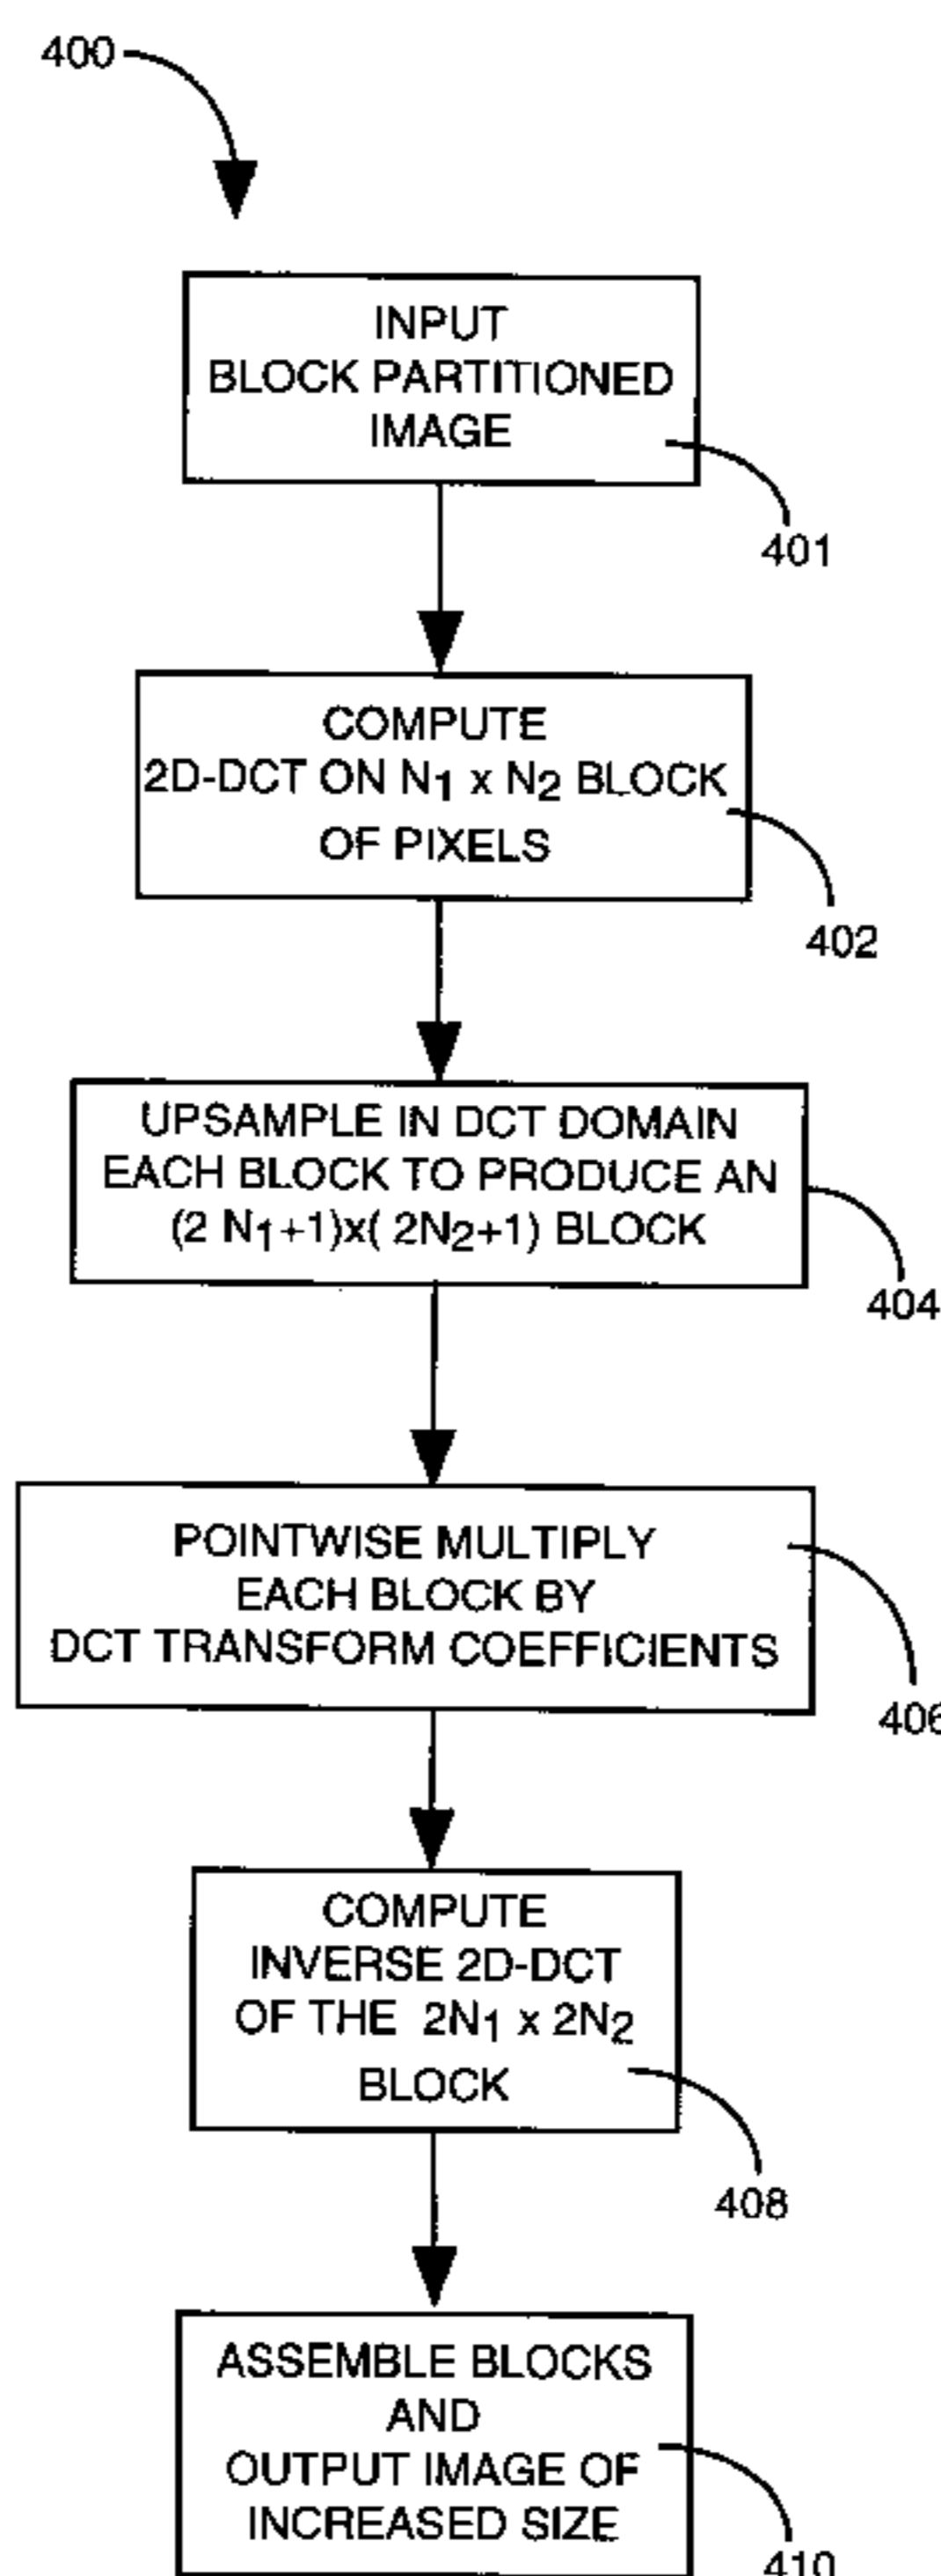 400
INPUT
BLOCK PARTITIONED
IMAGE
401
COMPUTE
2D-DCT ON N1 x N2 BLOCK
OF PIXELS
402
UPSAMPLE IN DCT DOMAIN
EACH BLOCK TO PRODUCE AN
(2 N1+1)x( 2N2+1) BLOCK
404
POINTWISE MULTIPLY
EACH BLOCK BY
DCT TRANSFORM COEFFICIENTS
406
COMPUTE
INVERSE 2D-DCT
OF THE 2N1 x 2N2
BLOCK
408
ASSEMBLE BLOCKS
AND
OUTPUT IMAGE OF
INCREASED SIZE
410